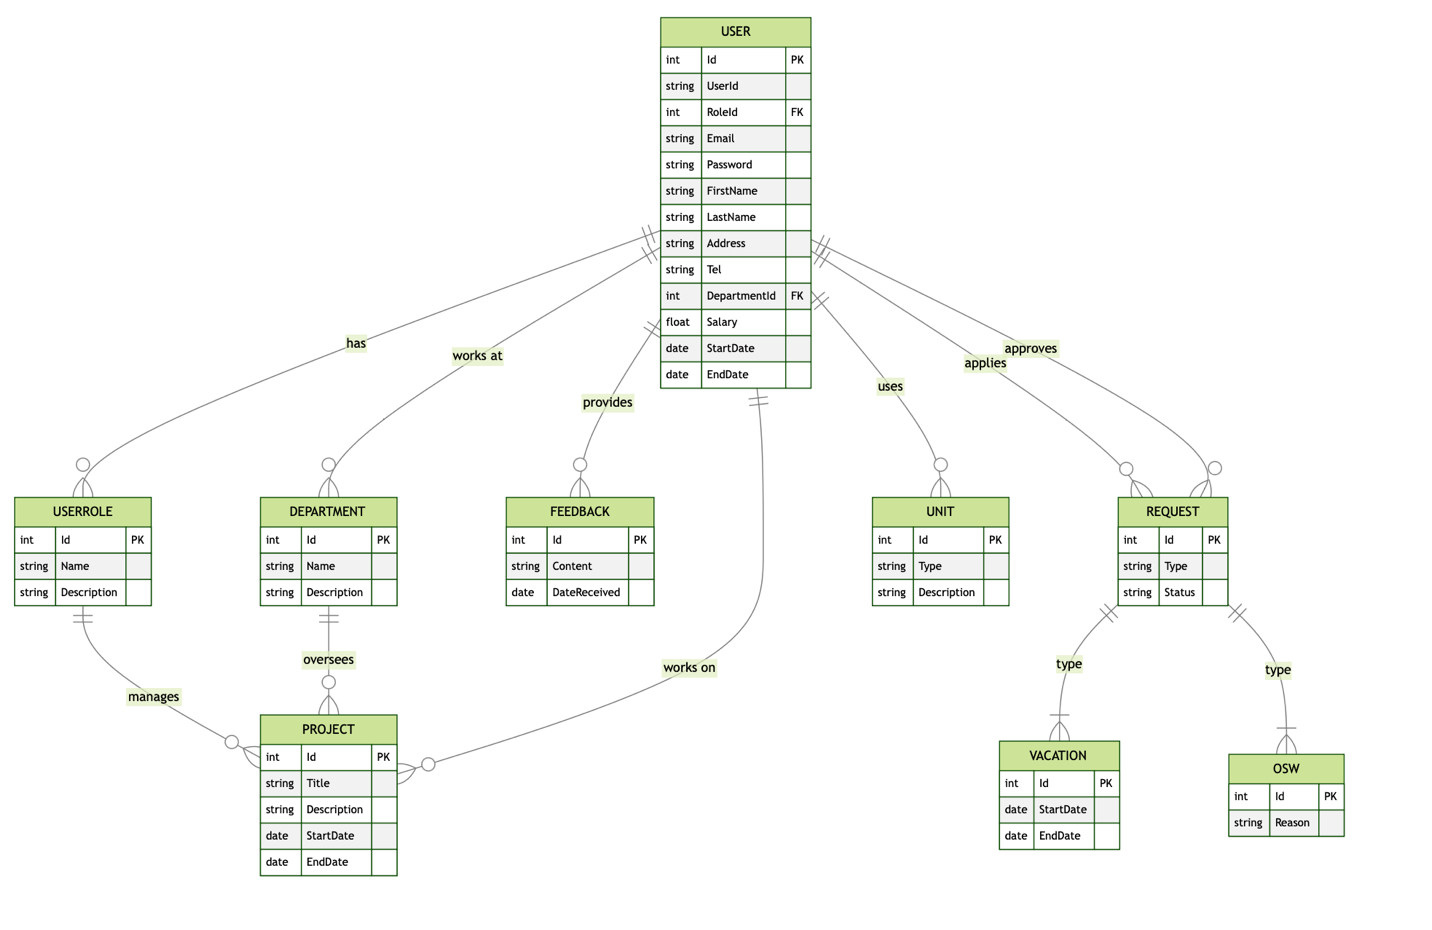 USER
int Id PK
string UserId
int RoleId FK
string Email
string Password
string FirstName
string LastName
string Address
string Tel
int DepartmentId FK
float Salary
date StartDate
date EndDate
has
works at
provides
uses
applies
approves
USERROLE
int Id PK
string Name
string Description
DEPARTMENT
int Id PK
string Name
string Description
FEEDBACK
int Id PK
string Content
date DateReceived
UNIT
int Id PK
string Type
string Description
REQUEST
int Id PK
string Type
string Status
manages
oversees
works on
type
type
PROJECT
int Id PK
string Title
string Description
date StartDate
date EndDate
VACATION
int Id PK
date StartDate
date EndDate
OSW
int Id PK
string Reason